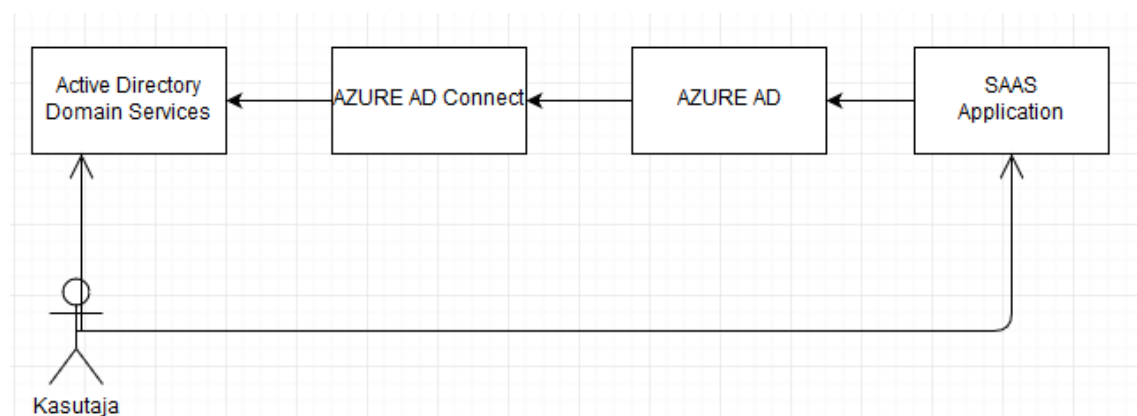 Active Directory
Domain Services
AZURE AD Connect
AZURE AD
SAAS
Application
Kasutaja